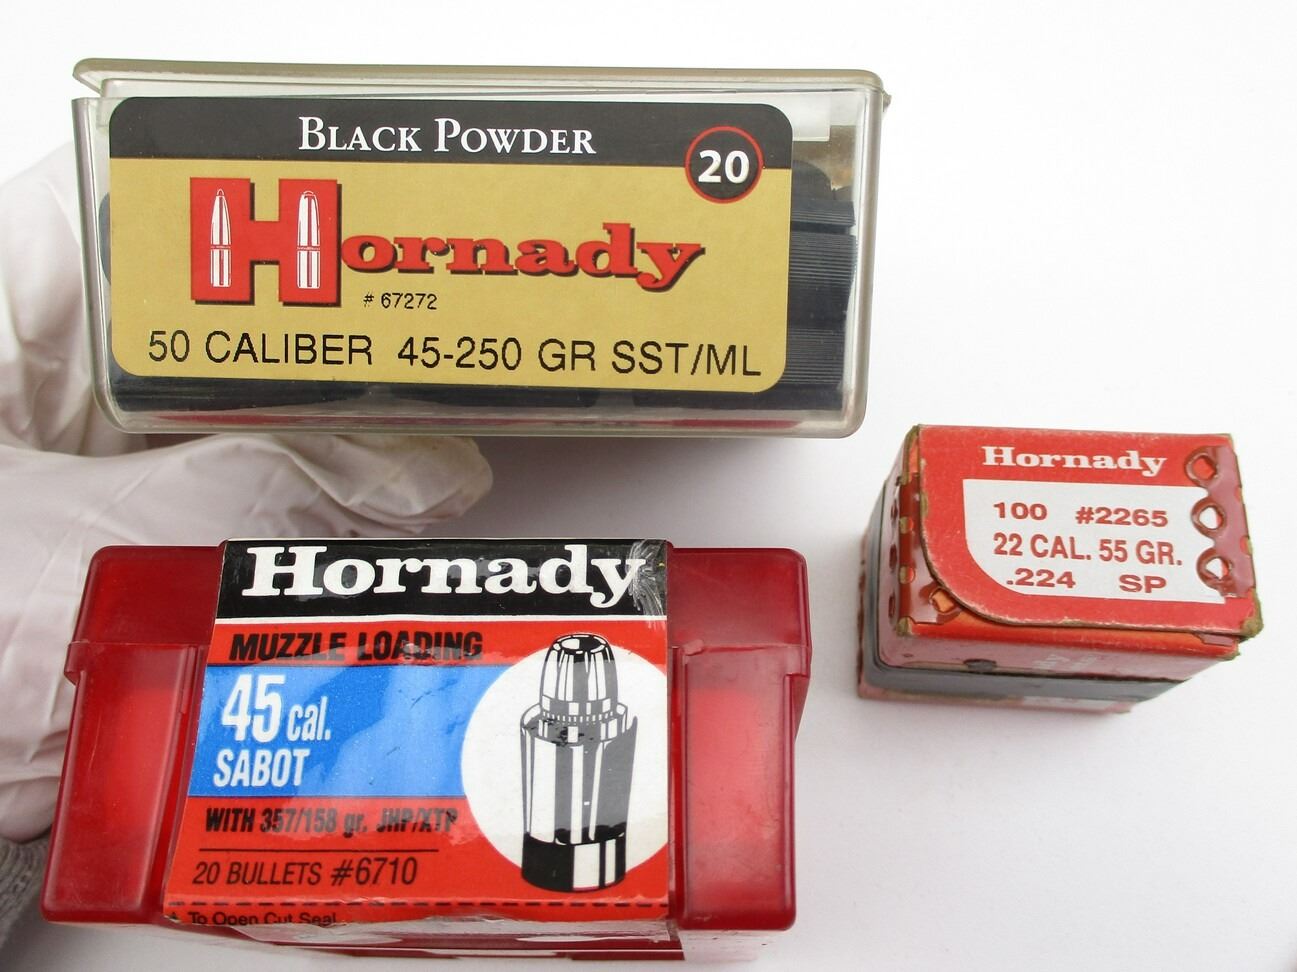 BLACK POWDER
20
Hornady
# 67272
50 CALIBER 45-250 GR SST/ML
Hornady
MUZZLE LOADING
45 cal.
SABOT
WITH 357/158 gr. JHP/XTP
20 BULLETS #6710
To Open Cut Seal
Hornady
100 #2265
22 CAL. 55 GR.
.224 SP